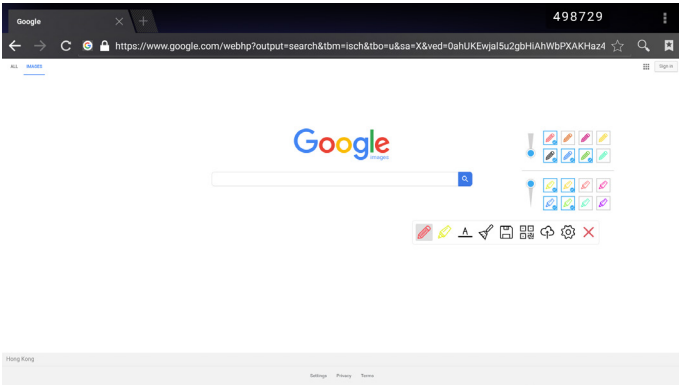 Google
498729
https://www.google.com/webhp?output=search&tbm=isch&tbo=u&sa=X&ved=0ahUKEwjal5u2gbHiAhWbPXAKHaz4
ALL IMAGES
Sign in
Google
Images
A
Hong Kong
Settings Privacy Terms